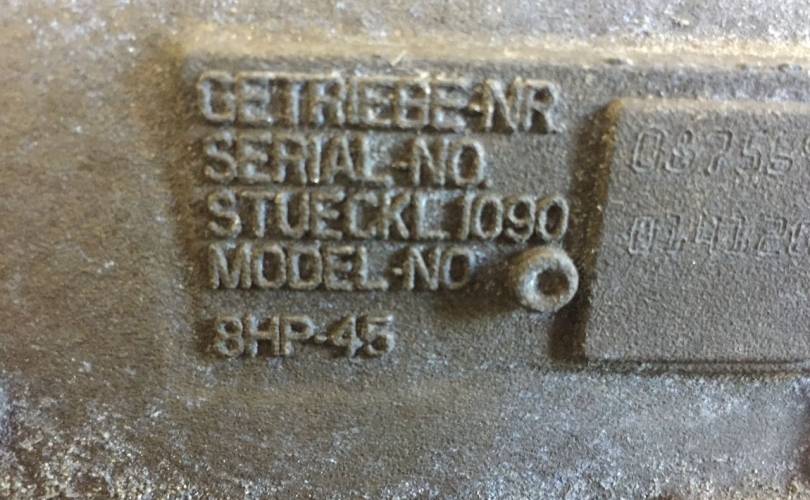 GETRIEBE-NR
SERIAL-NO.
STUECKL 1090
MODEL-NO
8HP-45